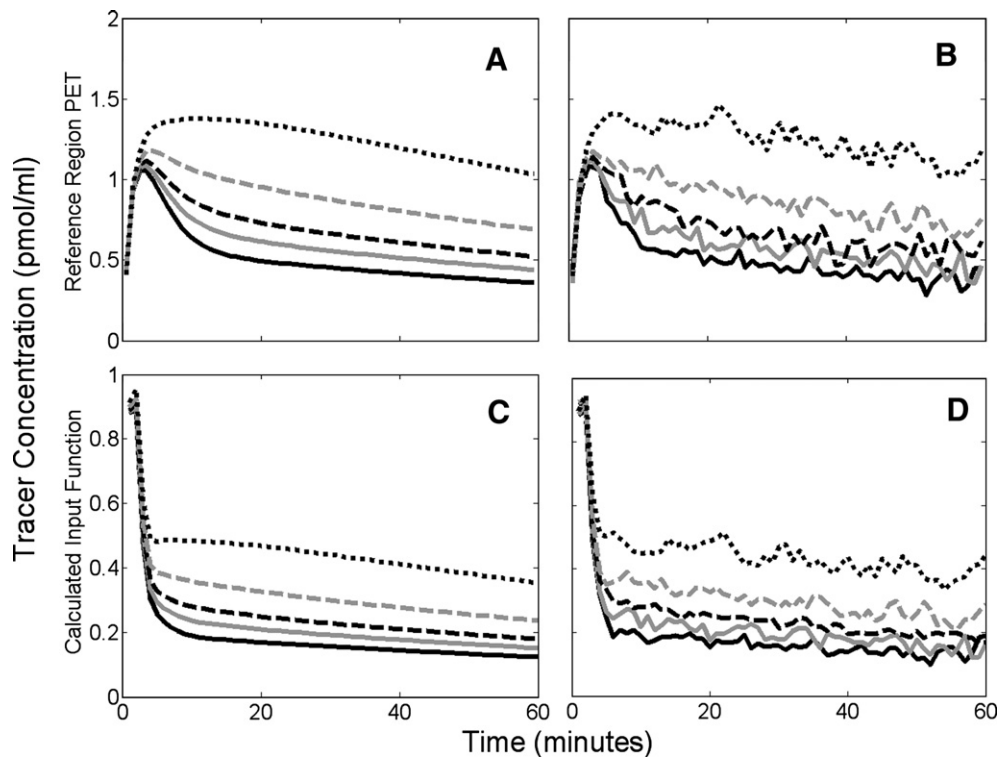 Tracer Concentration (pmol/ml)
Reference Region PET
2
1.5
1
0.5
0
A
B
Calculated Input Function
1
0.8
0.6
0.4
0.2
0
C
D
0 20 40 60
0 20 40 60
Time (minutes)